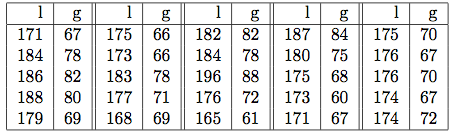 l g l g l g l g l g
171 67 175 66 182 82 187 84 175 70
184 78 173 66 184 78 180 75 176 67
186 82 183 78 196 88 175 68 176 70
188 80 177 71 176 72 173 60 174 67
179 69 168 69 165 61 171 67 174 72